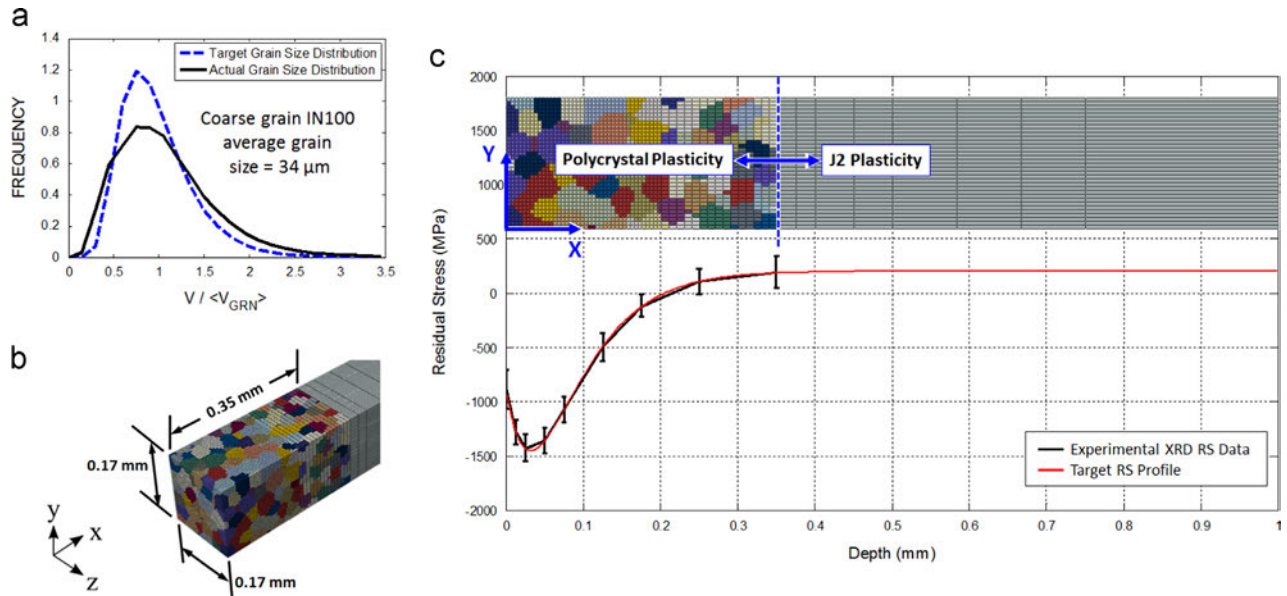 a
1.4
1.2
1
0.8
0.6
0.4
0.2
0
FREQUENCY
Target Grain Size Distribution
Actual Grain Size Distribution
Coarse grain IN100
average grain
size = 34 μm
0 0.5 1 1.5 2 2.5 3 3.5
V / <V_GRN>
b
0.35 mm
0.17 mm
0.17 mm
y
x
z
c
2000
1500
1000
500
0
-500
-1000
-1500
-2000
Residual Stress (MPa)
Y
X
Polycrystal Plasticity
J2 Plasticity
Experimental XRD RS Data
Target RS Profile
0 0.1 0.2 0.3 0.4 0.5 0.6 0.7 0.8 0.9 1
Depth (mm)